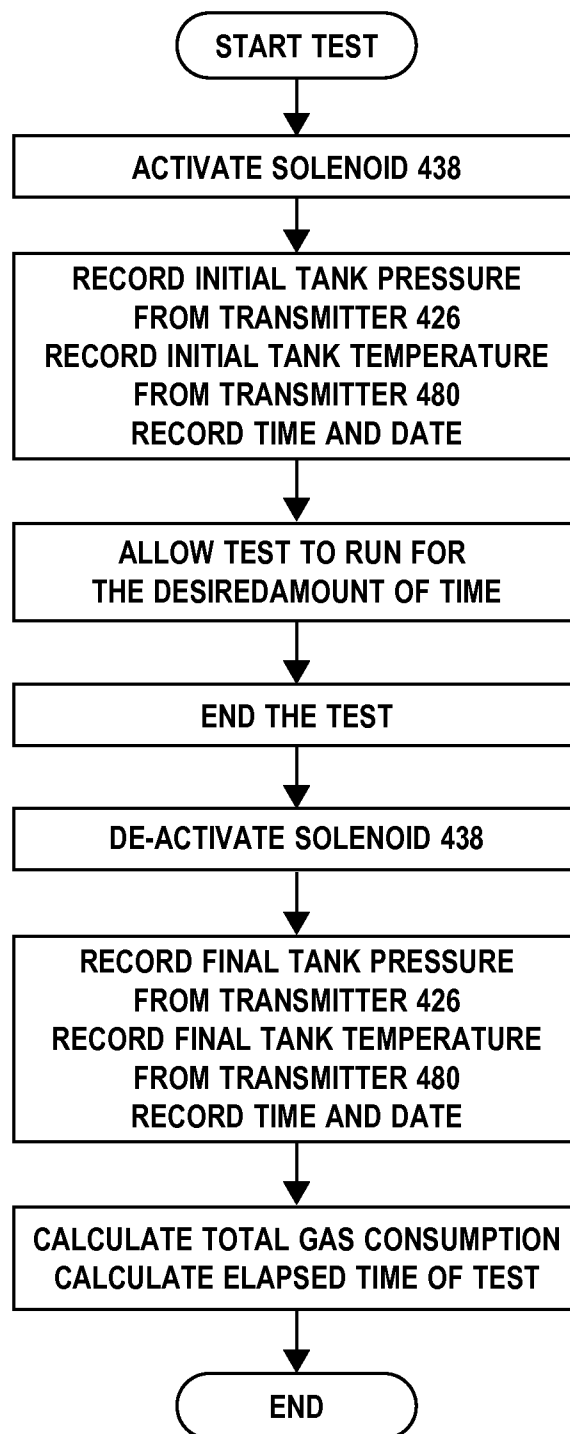 START TEST
ACTIVATE SOLENOID 438
RECORD INITIAL TANK PRESSURE
FROM TRANSMITTER 426
RECORD INITIAL TANK TEMPERATURE
FROM TRANSMITTER 480
RECORD TIME AND DATE
ALLOW TEST TO RUN FOR
THE DESIREDAMOUNT OF TIME
END THE TEST
DE-ACTIVATE SOLENOID 438
RECORD FINAL TANK PRESSURE
FROM TRANSMITTER 426
RECORD FINAL TANK TEMPERATURE
FROM TRANSMITTER 480
RECORD TIME AND DATE
CALCULATE TOTAL GAS CONSUMPTION
CALCULATE ELAPSED TIME OF TEST
END